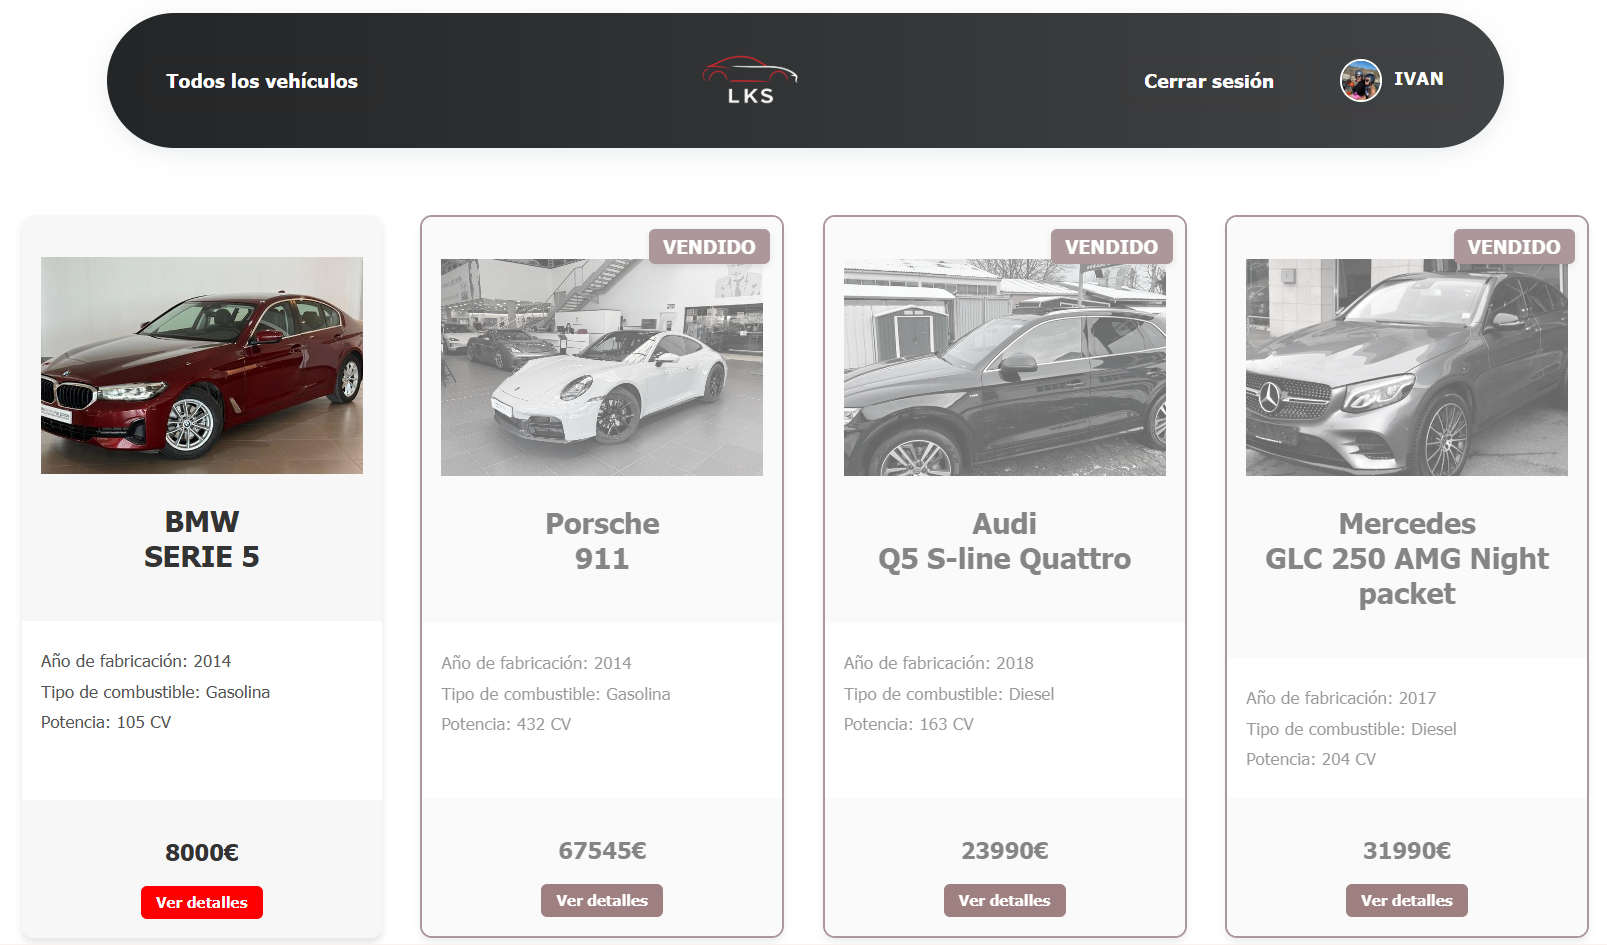 Todos los vehículos
LKS
Cerrar sesión
IVAN
BMW
SERIE 5
Año de fabricación: 2014
Tipo de combustible: Gasolina
Potencia: 105 CV
8000€
Ver detalles
VENDIDO
Porsche
911
Año de fabricación: 2014
Tipo de combustible: Gasolina
Potencia: 432 CV
67545€
Ver detalles
VENDIDO
Audi
Q5 S-line Quattro
Año de fabricación: 2018
Tipo de combustible: Diesel
Potencia: 163 CV
23990€
Ver detalles
VENDIDO
Mercedes
GLC 250 AMG Night
packet
Año de fabricación: 2017
Tipo de combustible: Diesel
Potencia: 204 CV
31990€
Ver detalles